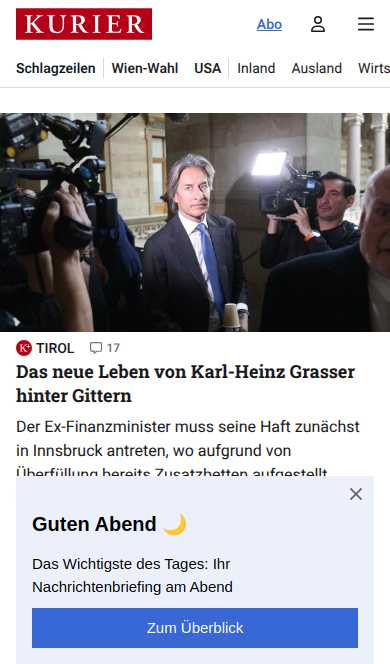 KURIER
Abo
Schlagzeilen
Wien-Wahl
USA
Inland
Ausland
Wirts
K+ TIROL 17
Das neue Leben von Karl-Heinz Grasser
hinter Gittern
Der Ex-Finanzminister muss seine Haft zunächst
in Innsbruck antreten, wo aufgrund von
Überfüllung bereits Zusatzbetten aufgestellt
Guten Abend 🌙
Das Wichtigste des Tages: Ihr
Nachrichtenbriefing am Abend
Zum Überblick